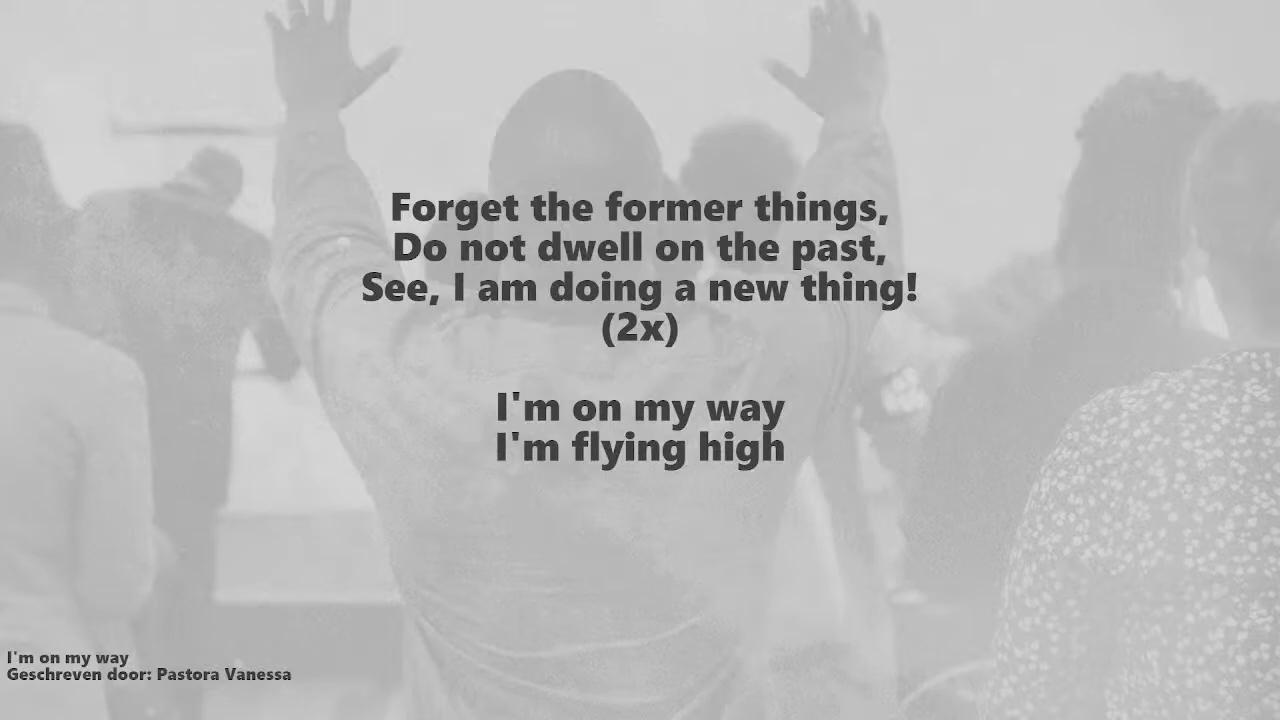 Forget the former things,
Do not dwell on the past,
See, I am doing a new thing!
(2x)
I'm on my way
I'm flying high
I'm on my way
Geschreven door: Pastora Vanessa